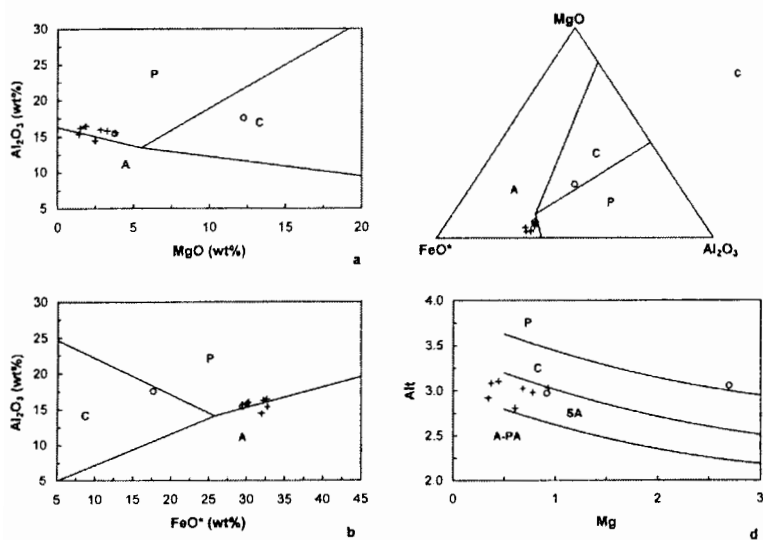 30
25
20
15
10
5
Al₂O₃ (wt%)
P
C
A
0 5 10 15 20
MgO (wt%)
a
MgO
c
C
A
P
FeO* Al₂O₃
30
25
20
15
10
5
Al₂O₃ (wt%)
P
C
A
5 10 15 20 25 30 35 40 45
FeO* (wt%)
b
4.0
3.5
3.0
2.5
2.0
Alt
P
C
SA
A-PA
0 1 2 3
Mg
d